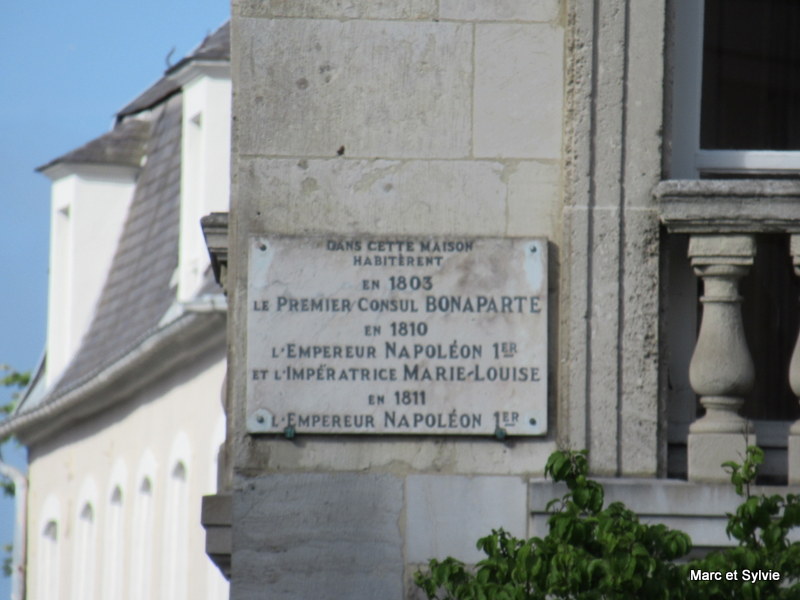 DANS CETTE MAISON
HABITÈRENT
EN 1803
LE PREMIER CONSUL BONAPARTE
EN 1810
L'EMPEREUR NAPOLÉON 1ER
ET L'IMPÉRATRICE MARIE-LOUISE
EN 1811
L'EMPEREUR NAPOLÉON 1ER
Marc et Sylvie